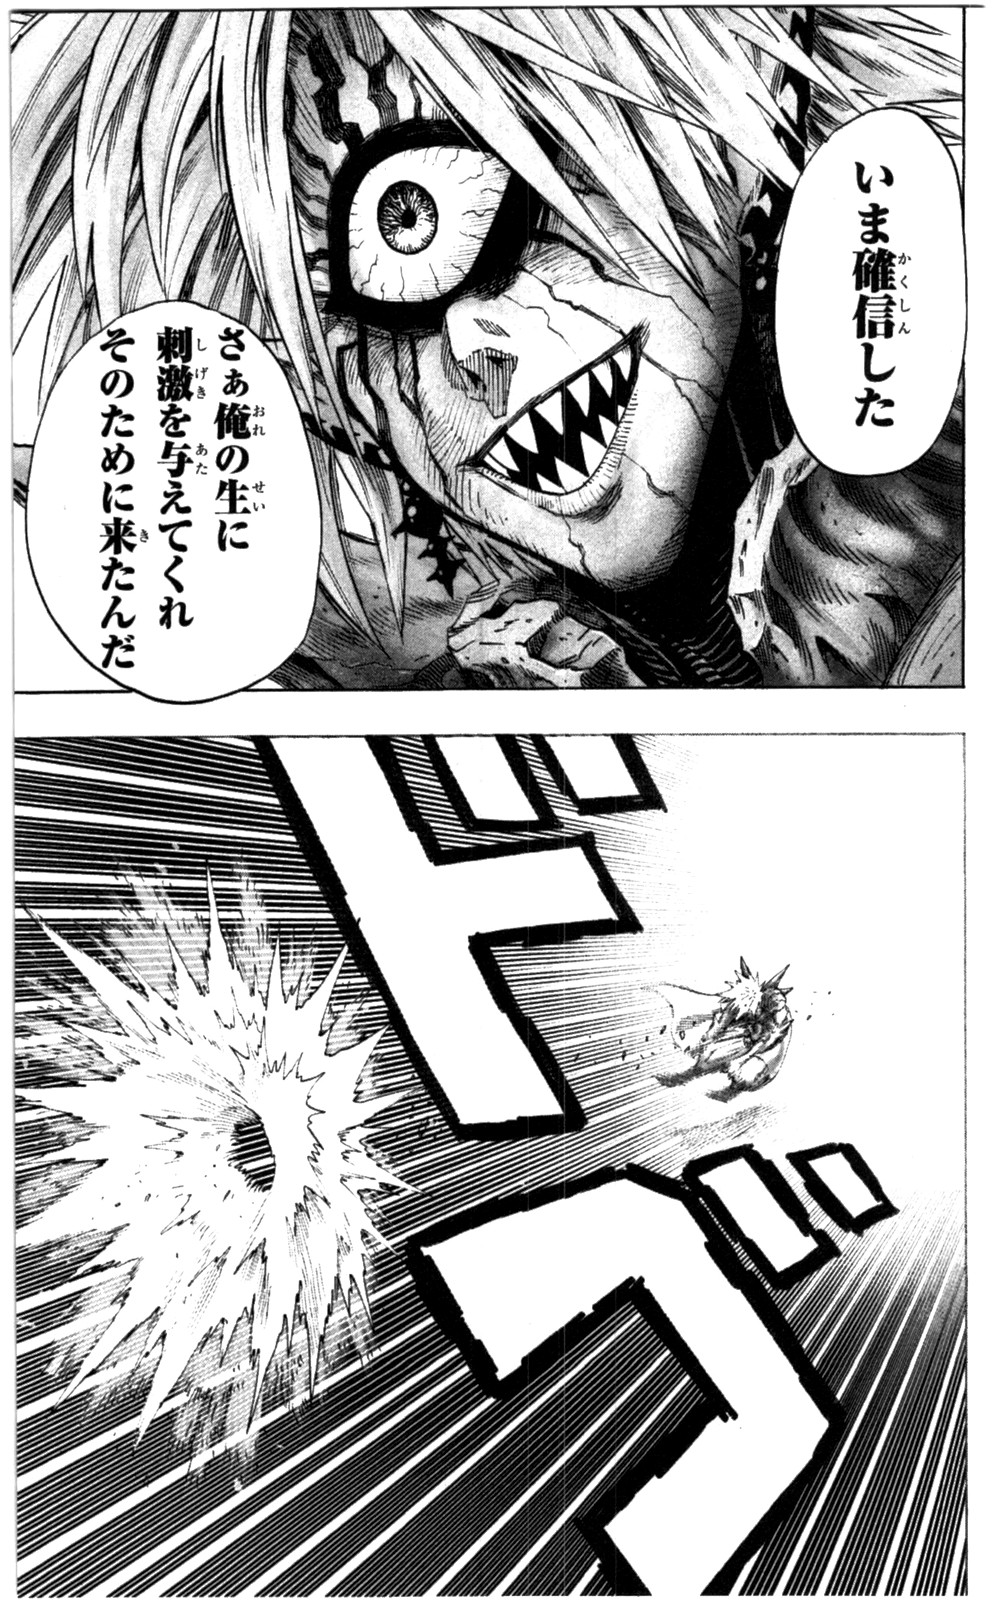 いま確信した
さぁ俺の生に
刺激を与えてくれ
そのために来たんだ
ドッ